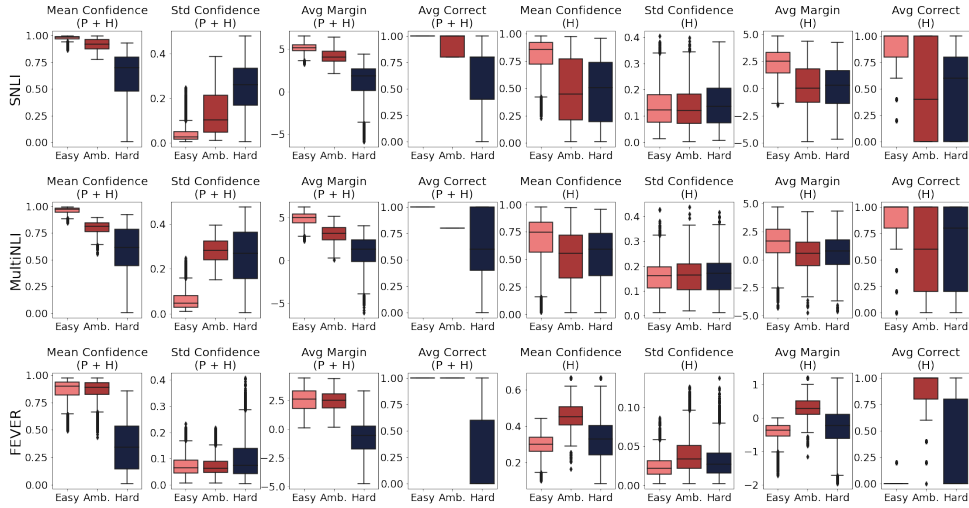 Mean Confidence (P + H) Std Confidence (P + H) Avg Margin (P + H) Avg Correct (P + H) Mean Confidence (H) Std Confidence (H) Avg Margin (H) Avg Correct (H)
SNLI
1.00 0.75 0.50 0.25 0.00
0.4 0.2 0.0
5 0 −5
1.00 0.75 0.50 0.25 0.00
1.00 0.75 0.50 0.25 0.00
0.4 0.3 0.2 0.1 0.0
5.0 2.5 0.0 −2.5 −5.0
1.00 0.75 0.50 0.25 0.00
Easy Amb. Hard Easy Amb. Hard Easy Amb. Hard Easy Amb. Hard Easy Amb. Hard Easy Amb. Hard Easy Amb. Hard Easy Amb. Hard
Mean Confidence (P + H) Std Confidence (P + H) Avg Margin (P + H) Avg Correct (P + H) Mean Confidence (H) Std Confidence (H) Avg Margin (H) Avg Correct (H)
MultiNLI
1.00 0.75 0.50 0.25 0.00
0.4 0.2 0.0
5 0 −5
1.00 0.75 0.50 0.25 0.00
1.00 0.75 0.50 0.25 0.00
0.4 0.3 0.2 0.1 0.0
5.0 2.5 0.0 −2.5 −5.0
1.00 0.75 0.50 0.25 0.00
Easy Amb. Hard Easy Amb. Hard Easy Amb. Hard Easy Amb. Hard Easy Amb. Hard Easy Amb. Hard Easy Amb. Hard Easy Amb. Hard
Mean Confidence (P + H) Std Confidence (P + H) Avg Margin (P + H) Avg Correct (P + H) Mean Confidence (H) Std Confidence (H) Avg Margin (H) Avg Correct (H)
FEVER
1.00 0.75 0.50 0.25 0.00
0.4 0.3 0.2 0.1 0.0
2.5 0.0 −2.5 −5.0
1.00 0.75 0.50 0.25 0.00
0.6 0.4 0.2
0.10 0.05 0.00
1 0 −1 −2
1.00 0.75 0.50 0.25 0.00
Easy Amb. Hard Easy Amb. Hard Easy Amb. Hard Easy Amb. Hard Easy Amb. Hard Easy Amb. Hard Easy Amb. Hard Easy Amb. Hard